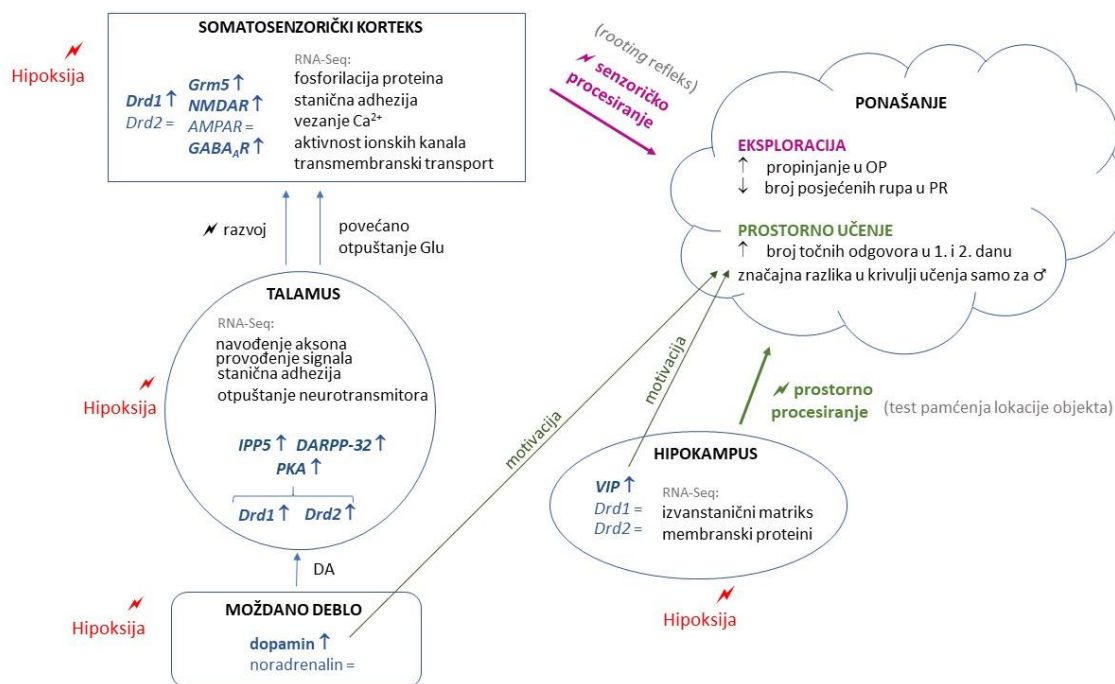 Hipoksija
SOMATOSENZORIČKI KORTEKS
Drd1 ↑
Drd2 =
Grm5 ↑
NMDAR ↑
AMPAR =
GABA_AR ↑
RNA-Seq:
fosforilacija proteina
stanična adhezija
vezanje Ca²⁺
aktivnost ionskih kanala
transmembranski transport
(rooting refleks)
senzoričko
procesiranje
PONAŠANJE
EKSPLORACIJA
↑ propinjanje u OP
↓ broj posjećenih rupa u PR
PROSTORNO UČENJE
↑ broj točnih odgovora u 1. i 2. danu
značajna razlika u krivulji učenja samo za ♂
razvoj
povećano
otpuštanje Glu
Hipoksija
TALAMUS
RNA-Seq:
navođenje aksona
provođenje signala
stanična adhezija
otpuštanje neurotransmitora
IPP5 ↑ DARPP-32 ↑
PKA ↑
Drd1 ↑ Drd2 ↑
DA
motivacija
motivacija
prostorno
procesiranje
(test pamćenja lokacije objekta)
HIPOKAMPUS
VIP ↑
Drd1 =
Drd2 =
RNA-Seq:
izvanstanični matriks
membranski proteini
Hipoksija
Hipoksija
MOŽDANO DEBLO
dopamin ↑
noradrenalin =